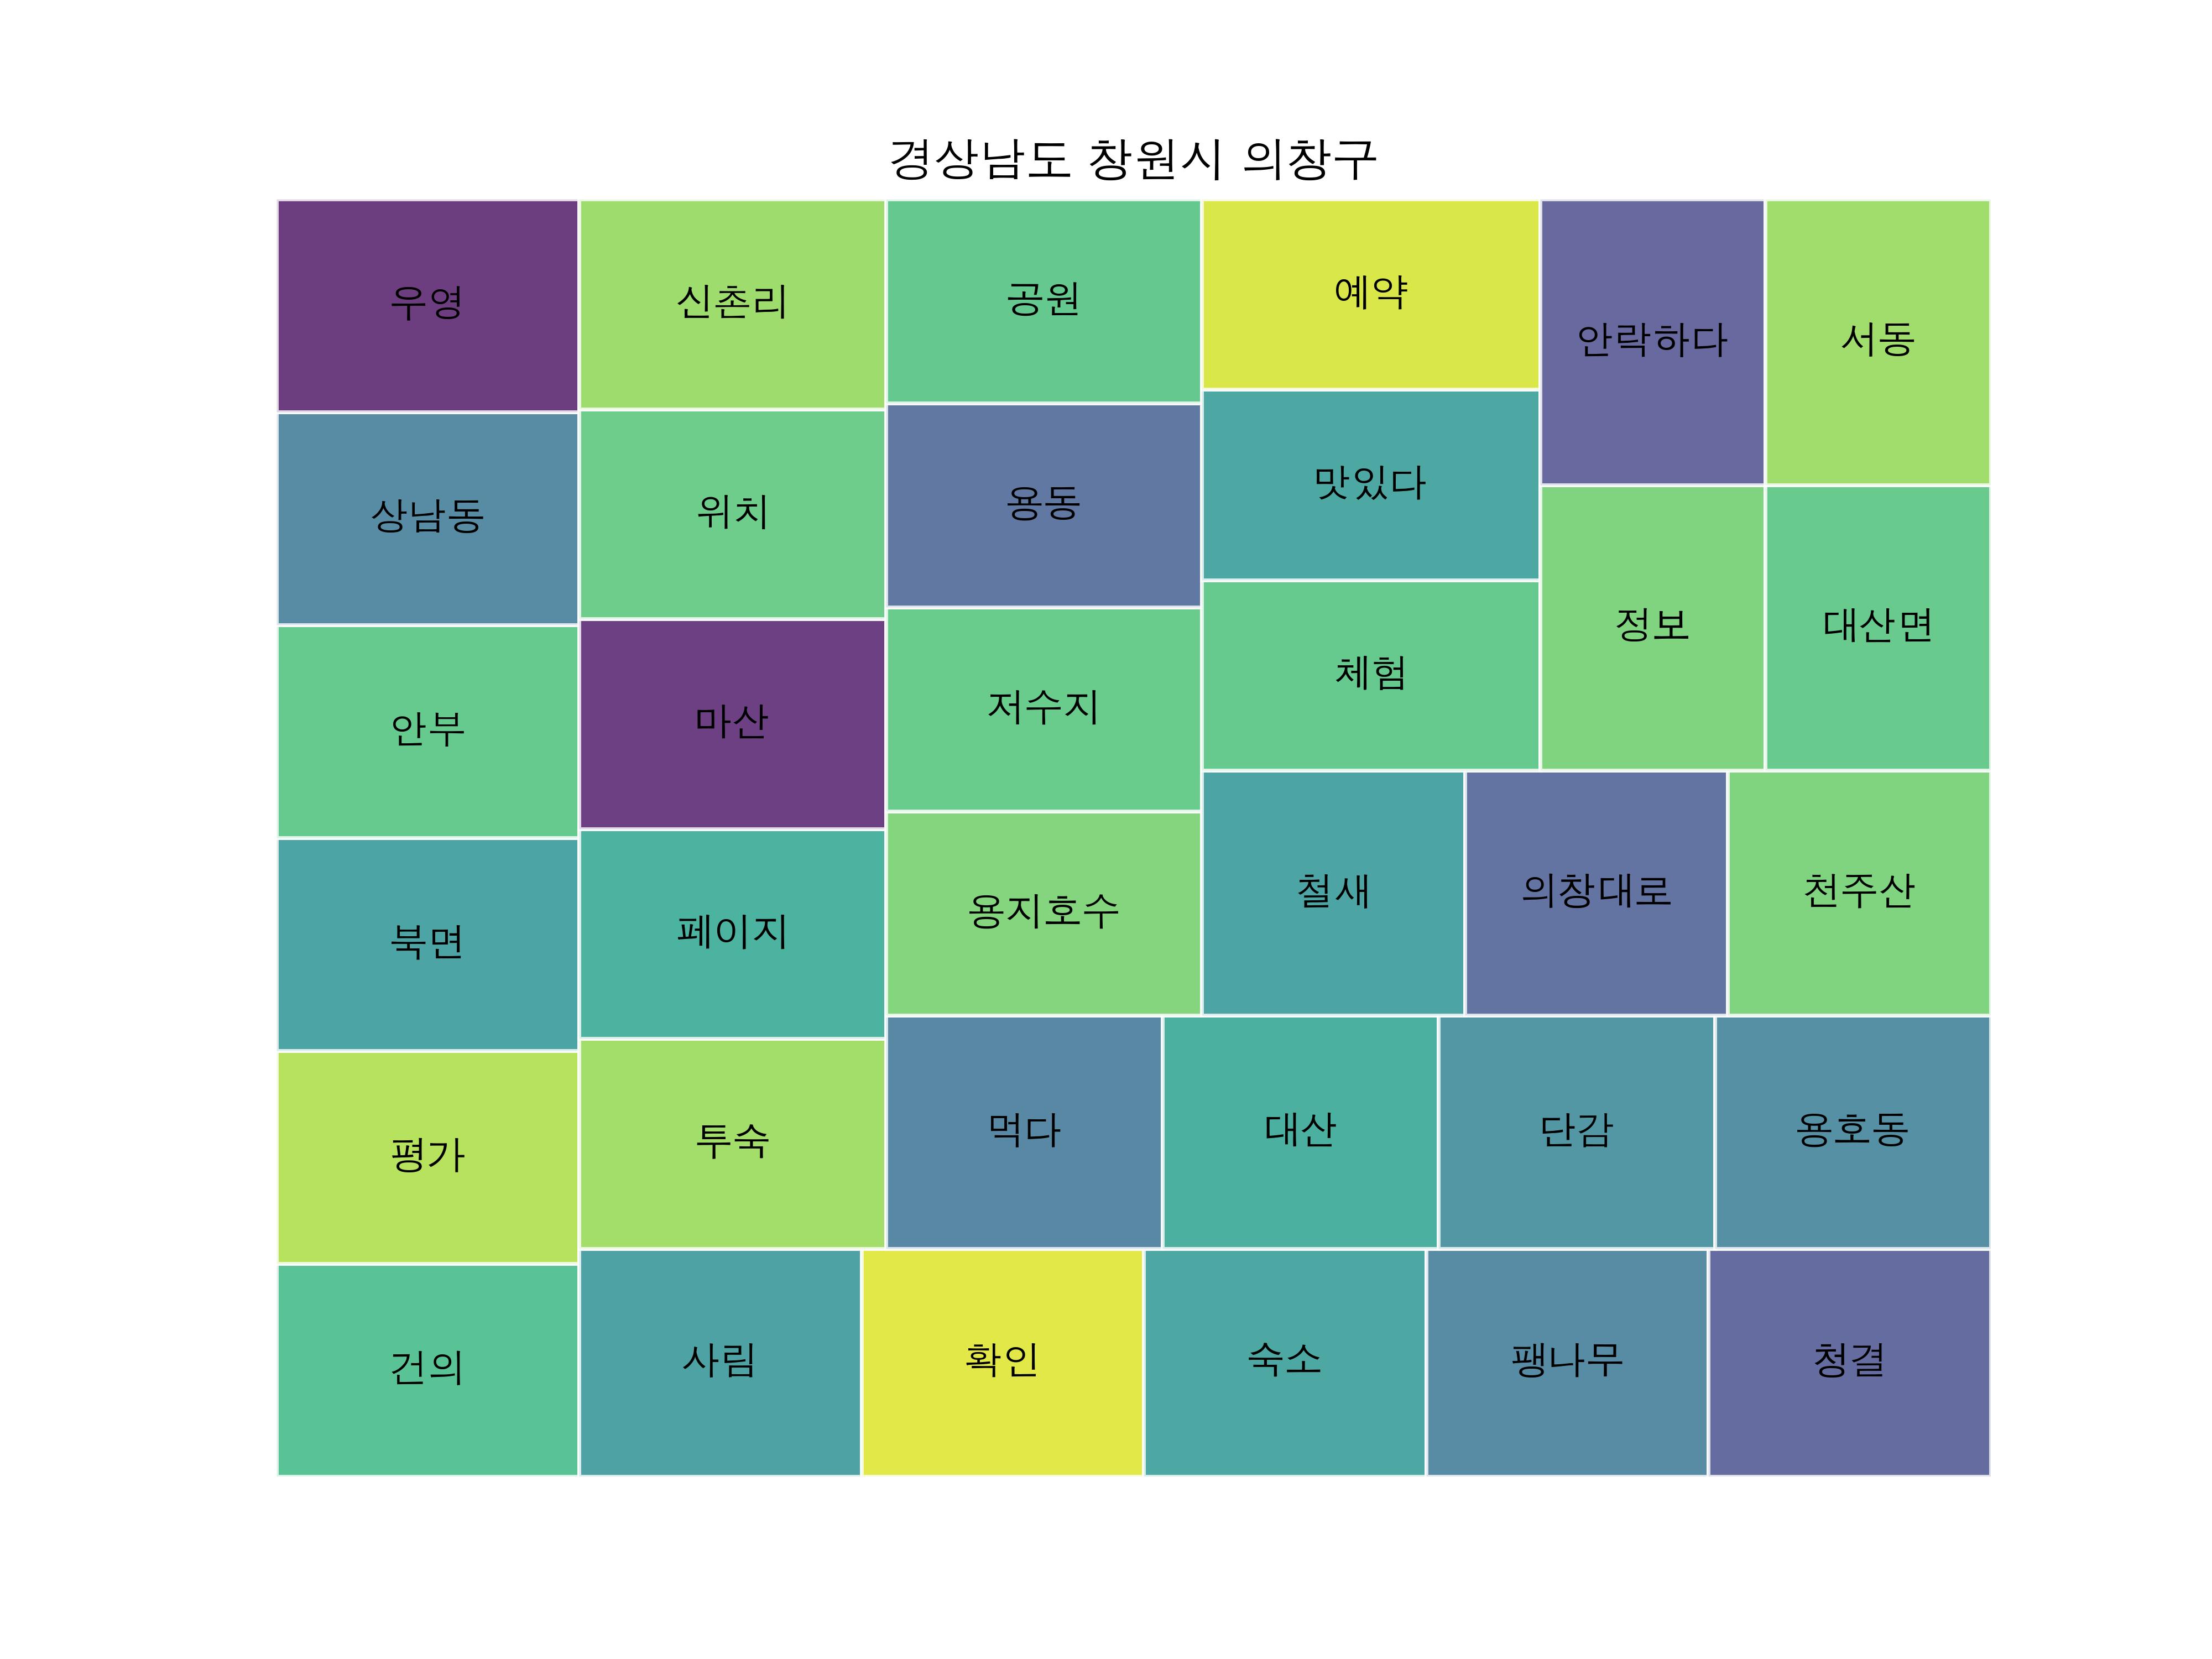 경상남도 창원시 의창구
우영
신촌리
공원
예약
안락하다
서동
상남동
위치
용동
맛있다
정보
대산면
안부
마산
저수지
체험
북면
페이지
용지호수
철새
의창대로
천주산
평가
투숙
먹다
대산
단감
용호동
건의
사림
확인
숙소
팽나무
청결